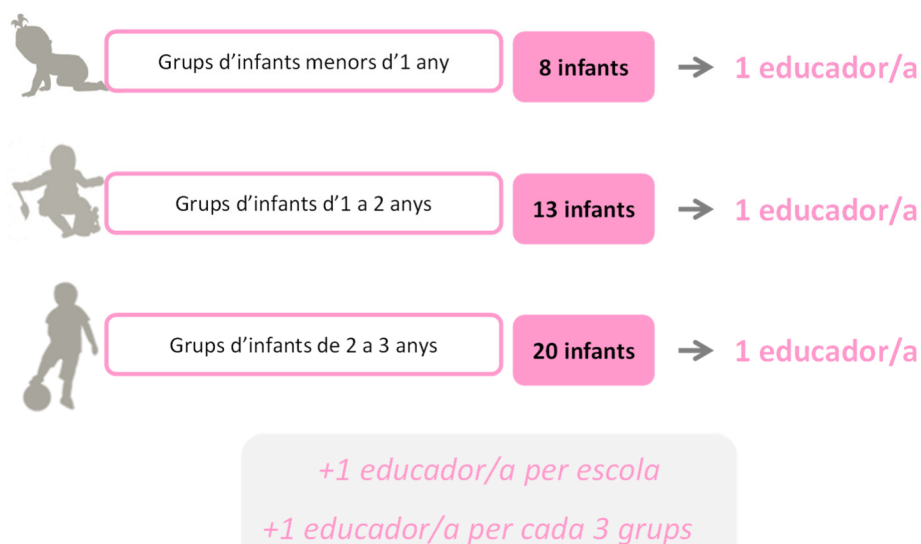 Grups d’infants menors d’1 any 8 infants → 1 educador/a
Grups d’infants d’1 a 2 anys 13 infants → 1 educador/a
Grups d’infants de 2 a 3 anys 20 infants → 1 educador/a
+1 educador/a per escola
+1 educador/a per cada 3 grups